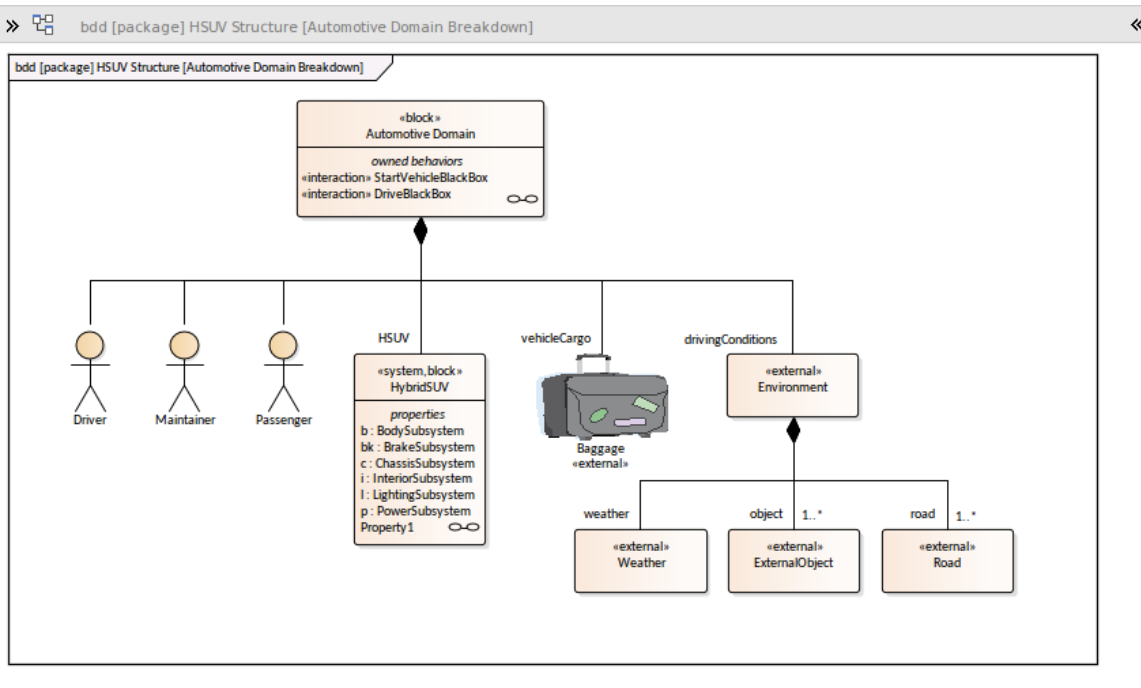 bdd [package] HSUV Structure [Automotive Domain Breakdown]
bdd [package] HSUV Structure [Automotive Domain Breakdown]
«block»
Automotive Domain
owned behaviors
«interaction» StartVehicleBlackBox
«interaction» DriveBlackBox
Driver
Maintainer
Passenger
HSUV
«system,block»
HybridSUV
properties
b : BodySubsystem
bk : BrakeSubsystem
c : ChassisSubsystem
i : InteriorSubsystem
l : LightingSubsystem
p : PowerSubsystem
Property1
vehicleCargo
Baggage
«external»
drivingConditions
«external»
Environment
weather
«external»
Weather
object 1..*
«external»
ExternalObject
road 1..*
«external»
Road